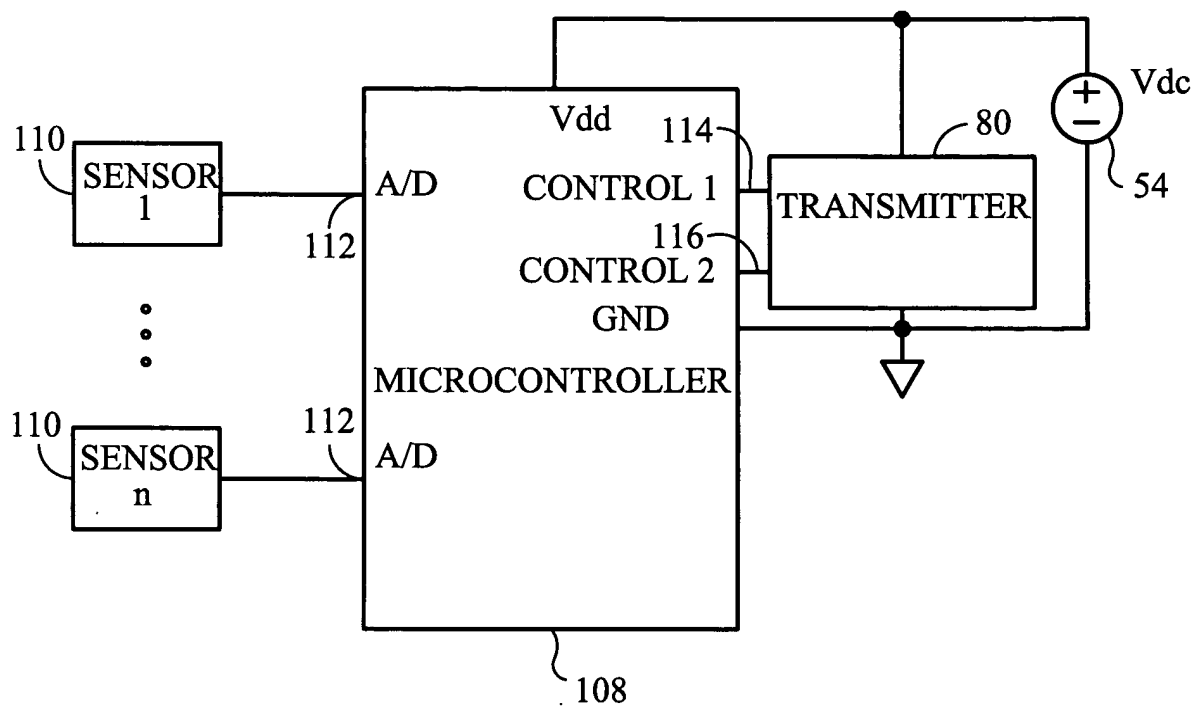 Vdc
+
−
54
Vdd
114
80
110
SENSOR
1
A/D
112
CONTROL 1
TRANSMITTER
116
CONTROL 2
GND
MICROCONTROLLER
110
SENSOR
n
112
A/D
108